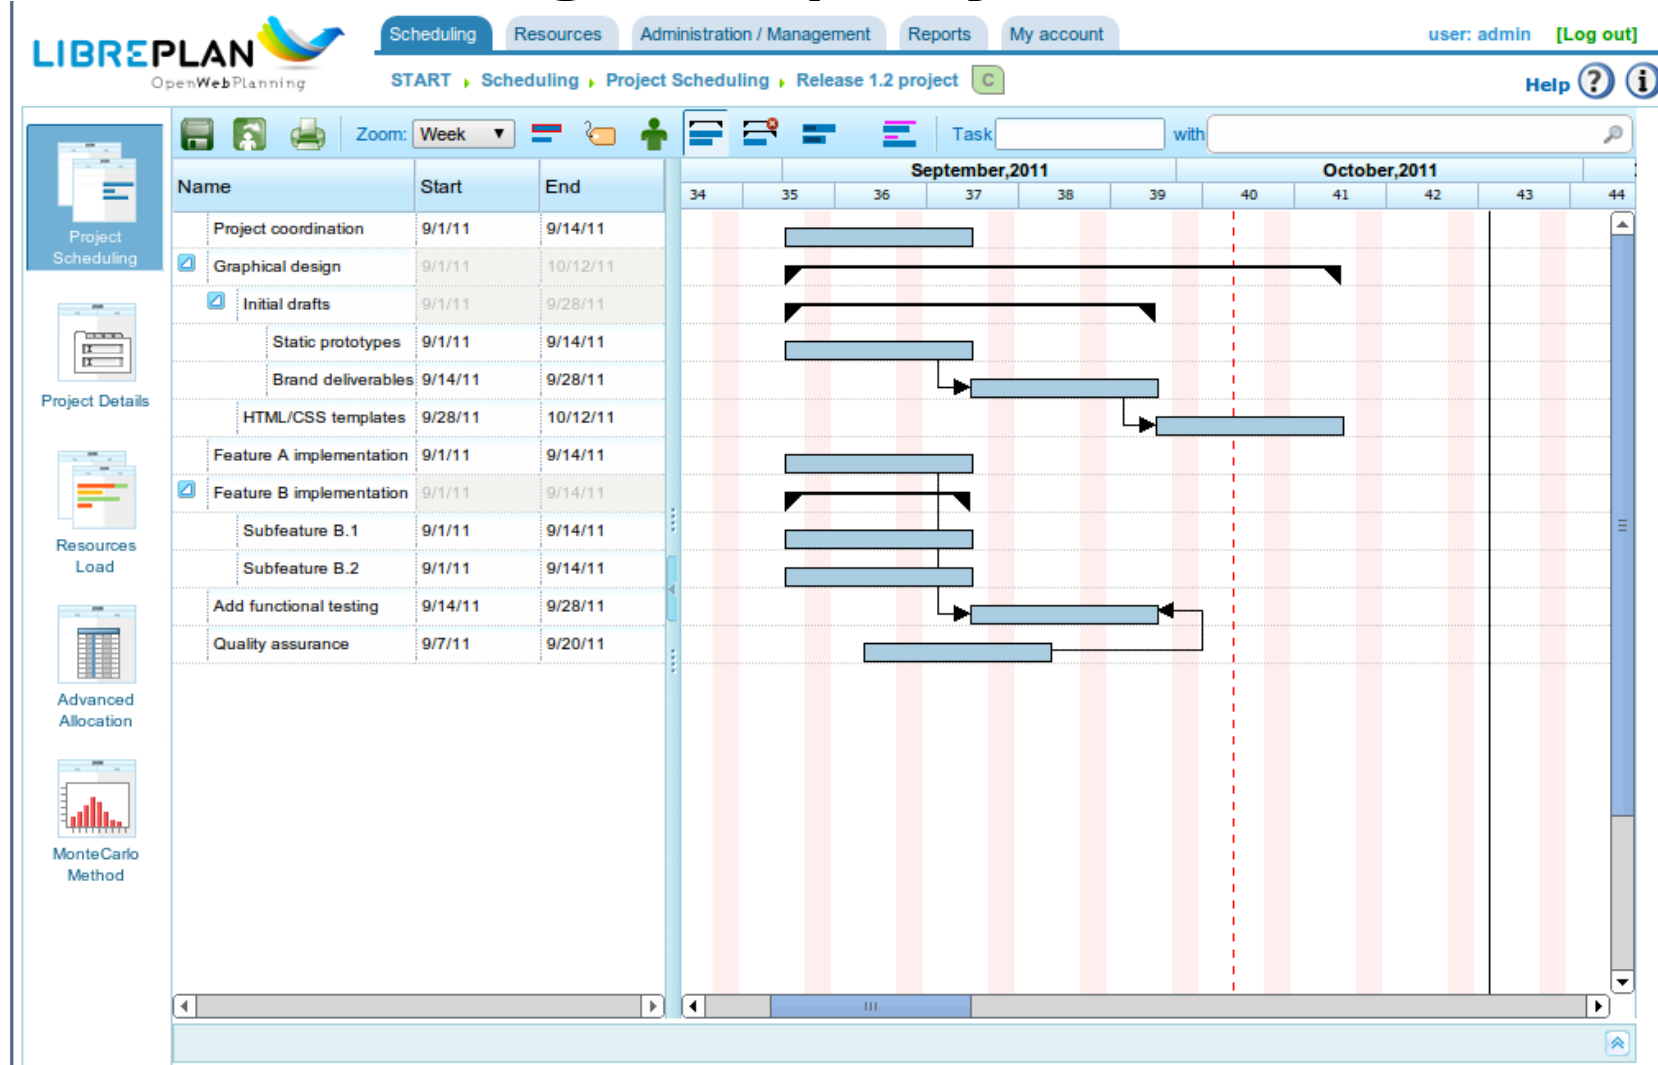 LIBREPLAN
OpenWebPlanning
Scheduling Resources Administration / Management Reports My account
user: admin [Log out]
START Scheduling Project Scheduling Release 1.2 project C
Help ? i
Zoom: Week Task with
Name Start End
September,2011 October,2011
34 35 36 37 38 39 40 41 42 43 44
Project coordination 9/1/11 9/14/11
Graphical design 9/1/11 10/12/11
Initial drafts 9/1/11 9/28/11
Static prototypes 9/1/11 9/14/11
Brand deliverables 9/14/11 9/28/11
HTML/CSS templates 9/28/11 10/12/11
Feature A implementation 9/1/11 9/14/11
Feature B implementation 9/1/11 9/14/11
Subfeature B.1 9/1/11 9/14/11
Subfeature B.2 9/1/11 9/14/11
Add functional testing 9/14/11 9/28/11
Quality assurance 9/7/11 9/20/11
Project
Scheduling
Project Details
Resources
Load
Advanced
Allocation
MonteCarlo
Method